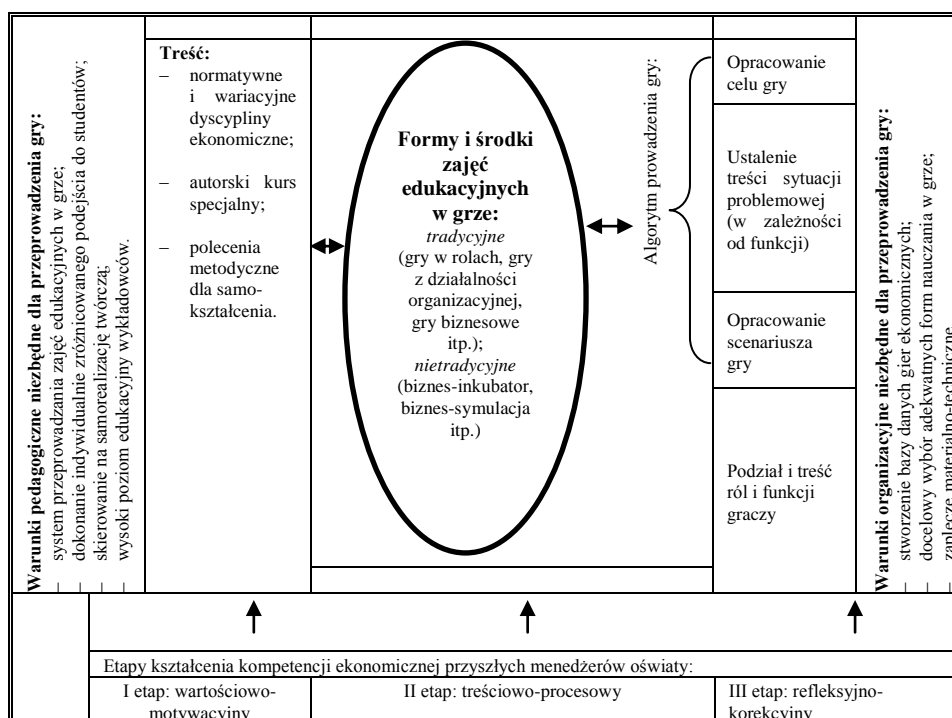 Warunki pedagogiczne niezbędne dla przeprowadzenia gry:
– system przeprowadzania zajęć edukacyjnych w grze;
– dokonanie indywidualnie zróżnicowanego podejścia do studentów;
– skierowanie na samorealizację twórczą;
– wysoki poziom edukacyjny wykładowców.
Treść:
– normatywne
i wariacyjne
dyscypliny
ekonomiczne;
– autorski kurs
specjalny;
– polecenia
metodyczne
dla samo-
kształcenia.
Formy i środki
zajęć
edukacyjnych
w grze:
tradycyjne
(gry w rolach, gry
z działalności
organizacyjnej,
gry biznesowe
itp.);
nietradycyjne
(biznes-inkubator,
biznes-symulacja
itp.)
Algorytm prowadzenia gry:
Opracowanie
celu gry
Ustalenie
treści sytuacji
problemowej
(w zależności
od funkcji)
Opracowanie
scenariusza
gry
Podział i treść
ról i funkcji
graczy
Warunki organizacyjne niezbędne dla przeprowadzenia gry:
– stworzenie bazy danych gier ekonomicznych;
– docelowy wybór adekwatnych form nauczania w grze;
– zaplecze materialno-techniczne
Etapy kształcenia kompetencji ekonomicznej przyszłych menedżerów oświaty:
I etap: wartościowo-
motywacyjny
II etap: treściowo-procesowy
III etap: refleksyjno-
korekcyjny